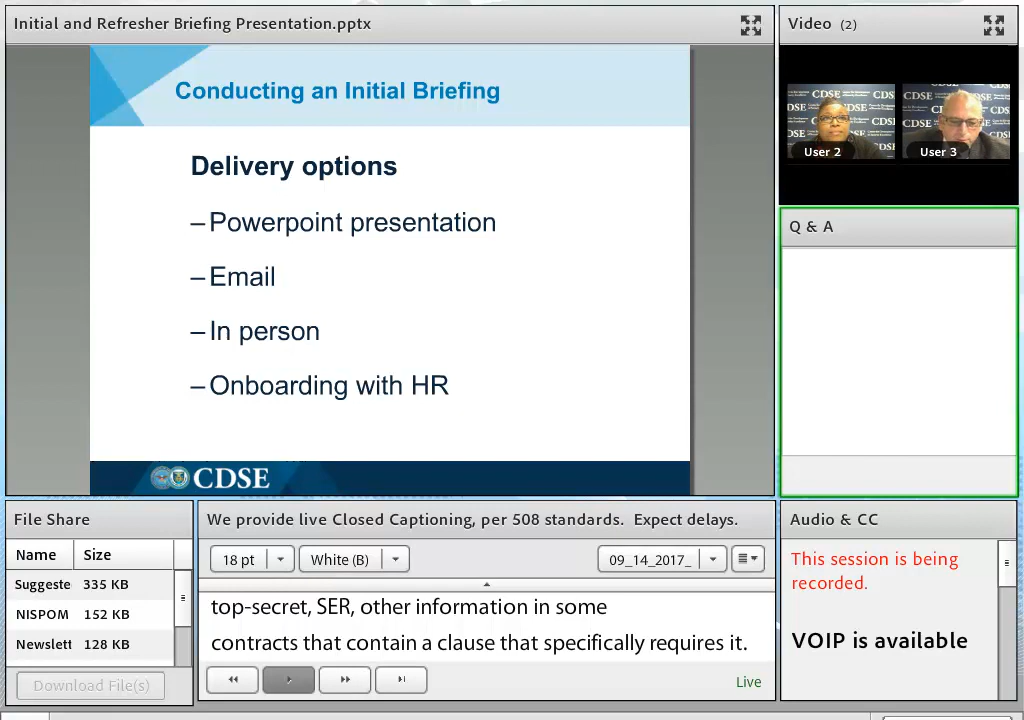 Initial and Refresher Briefing Presentation.pptx
Conducting an Initial Briefing
Delivery options
–Powerpoint presentation
–Email
–In person
–Onboarding with HR
CDSE
Video (2)
User 2
User 3
Q & A
File Share
Name Size
Suggeste 335 KB
NISPOM 152 KB
Newslett 128 KB
Download File(s)
We provide live Closed Captioning, per 508 standards. Expect delays.
18 pt White (B) 09_14_2017_
top-secret, SER, other information in some
contracts that contain a clause that specifically requires it.
Live
Audio & CC
This session is being
recorded.
VOIP is available